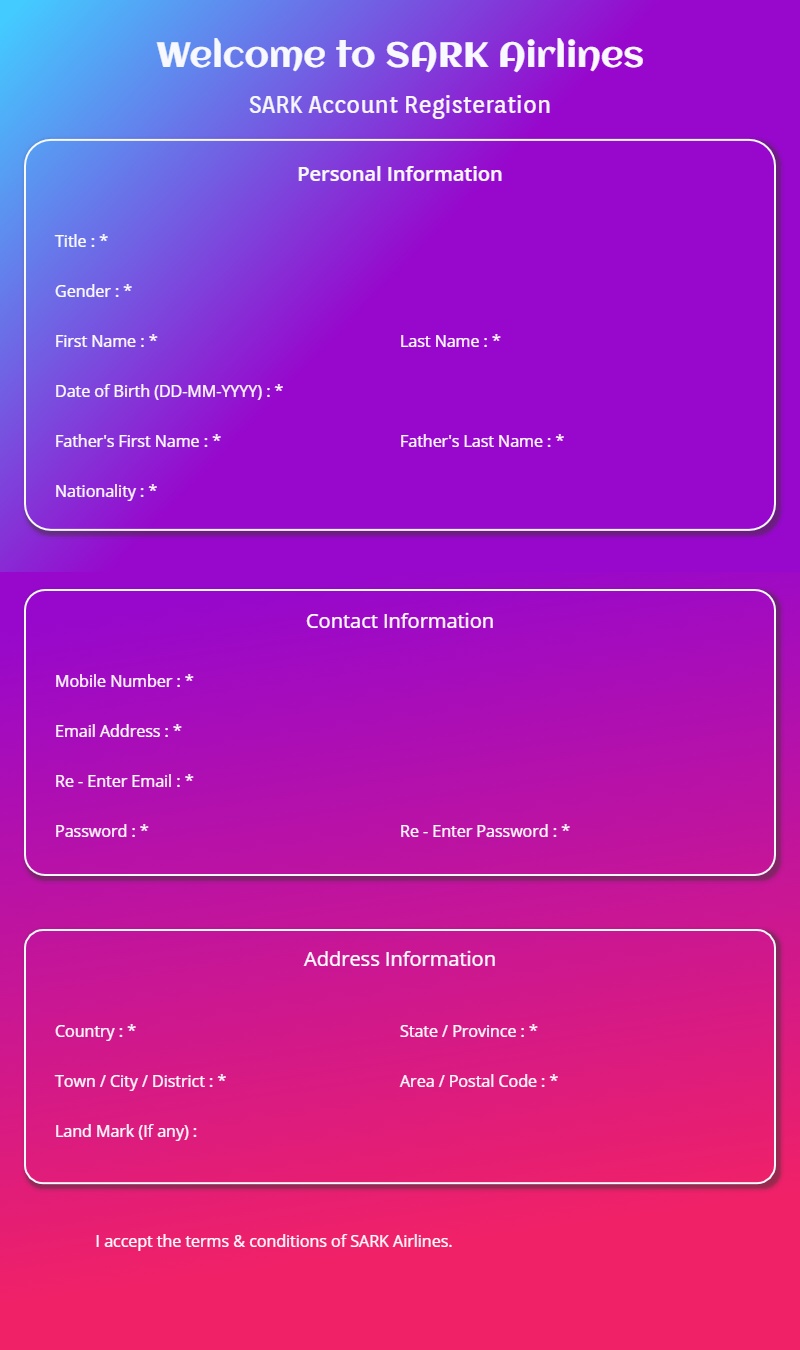 Welcome to SARK Airlines
SARK Account Registeration
Personal Information
Title : *
Gender : *
First Name : * Last Name : *
Date of Birth (DD-MM-YYYY) : *
Father's First Name : * Father's Last Name : *
Nationality : *
Contact Information
Mobile Number : *
Email Address : *
Re - Enter Email : *
Password : * Re - Enter Password : *
Address Information
Country : * State / Province : *
Town / City / District : * Area / Postal Code : *
Land Mark (If any) :
I accept the terms & conditions of SARK Airlines.